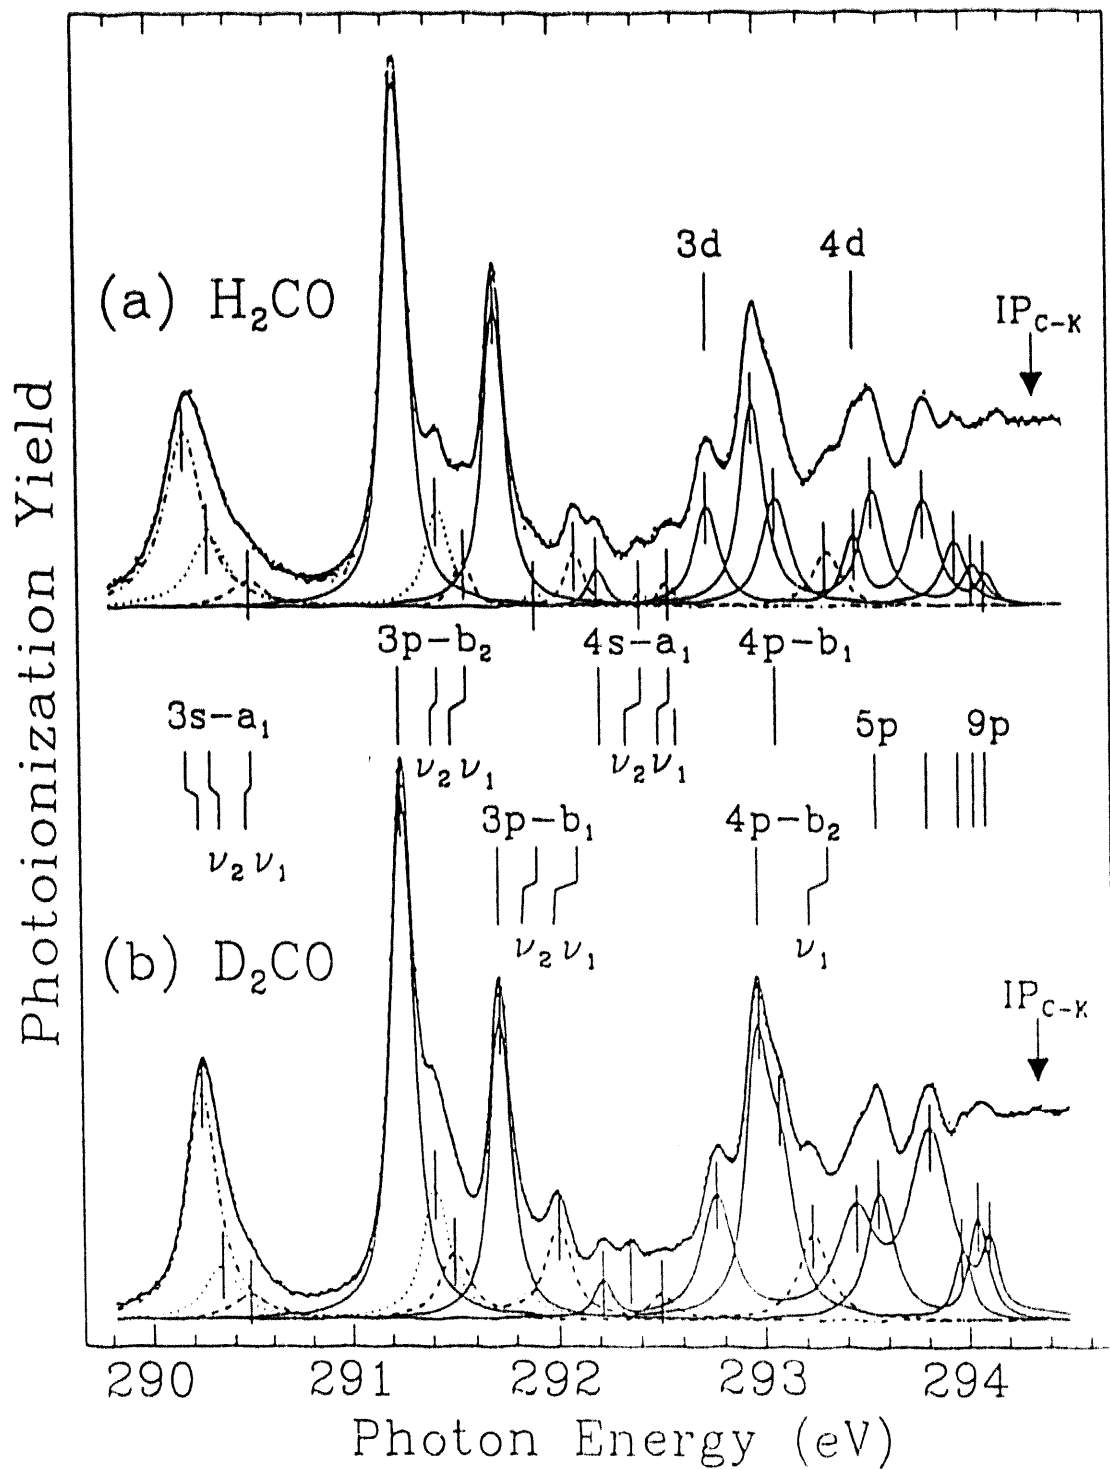 3d 4d
(a) H₂CO
IP_C-K
3p-b₂ 4s-a₁ 4p-b₁
3s-a₁ 5p 9p
ν₂ ν₁ ν₂ ν₁
3p-b₁ 4p-b₂
ν₂ ν₁
ν₂ ν₁ ν₁
(b) D₂CO
IP_C-K
Photoionization Yield
290 291 292 293 294
Photon Energy (eV)